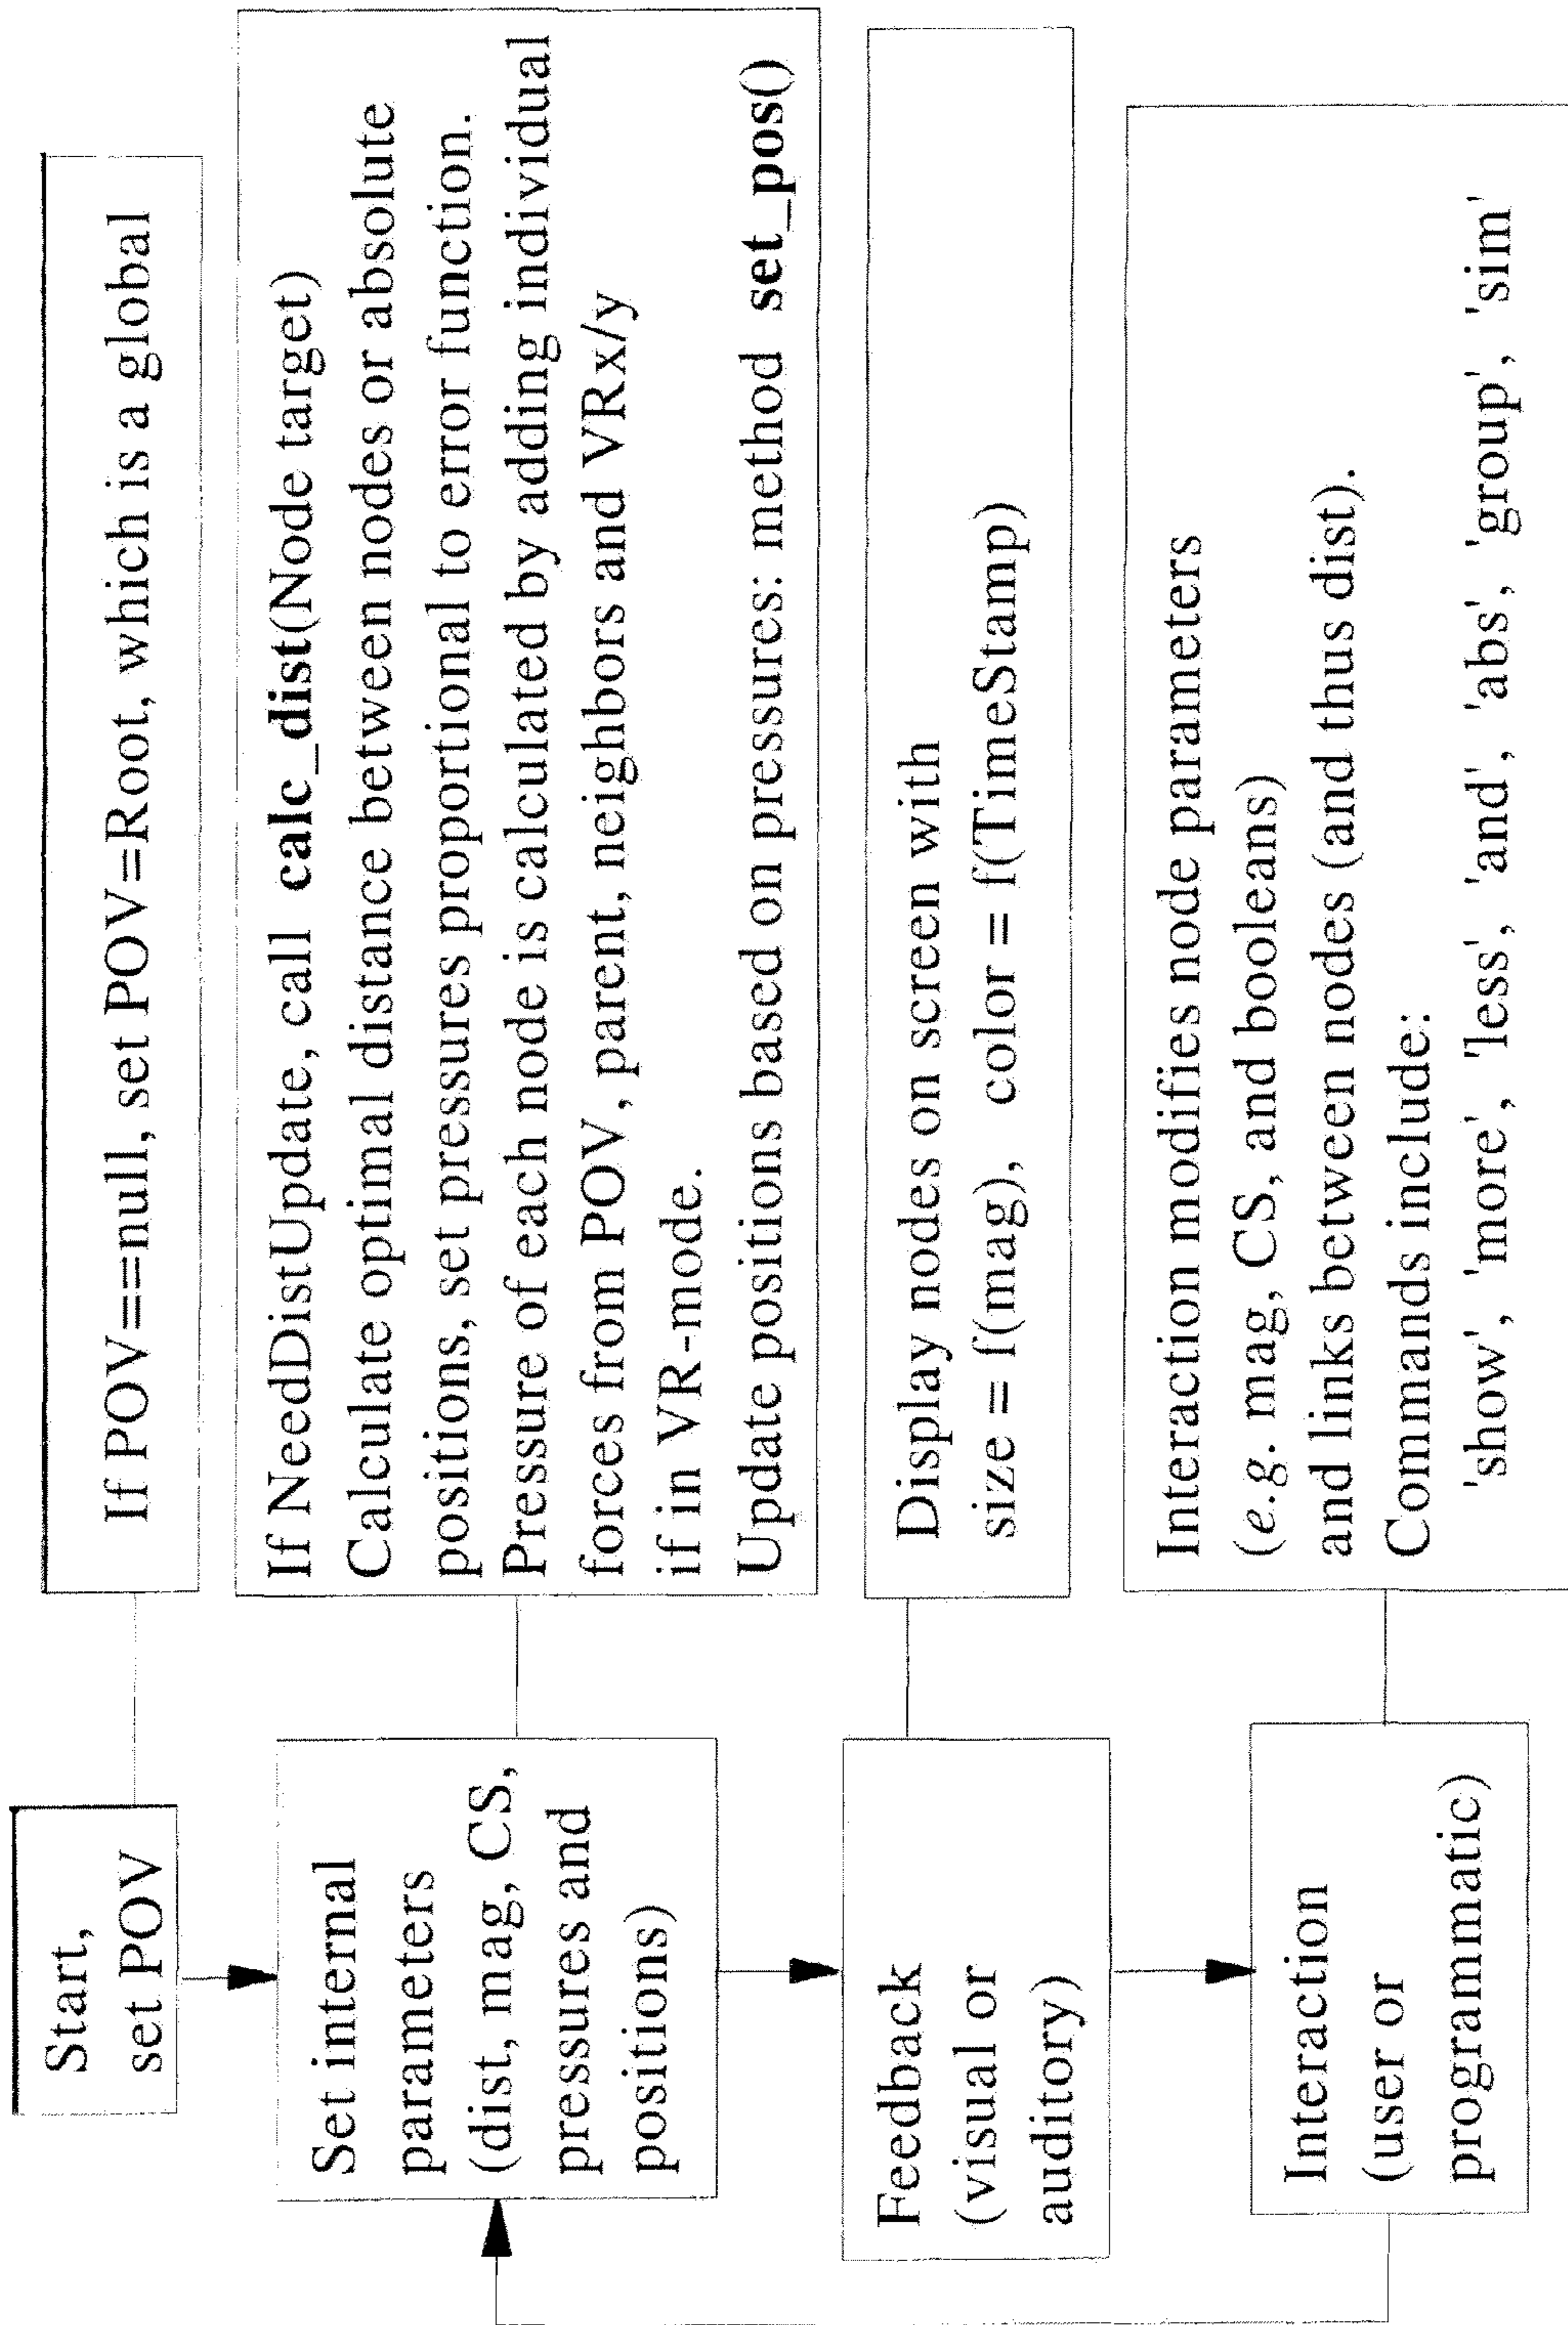 Start,
set POV
If POV==null, set POV=Root, which is a global
Set internal
parameters
(dist, mag, CS,
pressures and
positions)
If NeedDistUpdate, call calc_dist(Node target)
Calculate optimal distance between nodes or absolute
positions, set pressures proportional to error function.
Pressure of each node is calculated by adding individual
forces from POV, parent, neighbors and VRx/y
if in VR-mode.
Update positions based on pressures: method set_pos()
Feedback
(visual or
auditory)
Display nodes on screen with
size = f(mag), color = f(TimeStamp)
Interaction
(user or
programmatic)
Interaction modifies node parameters
(e.g. mag, CS, and booleans)
and links between nodes (and thus dist).
Commands include:
'show', 'more', 'less', 'and', 'abs', 'group', 'sim'